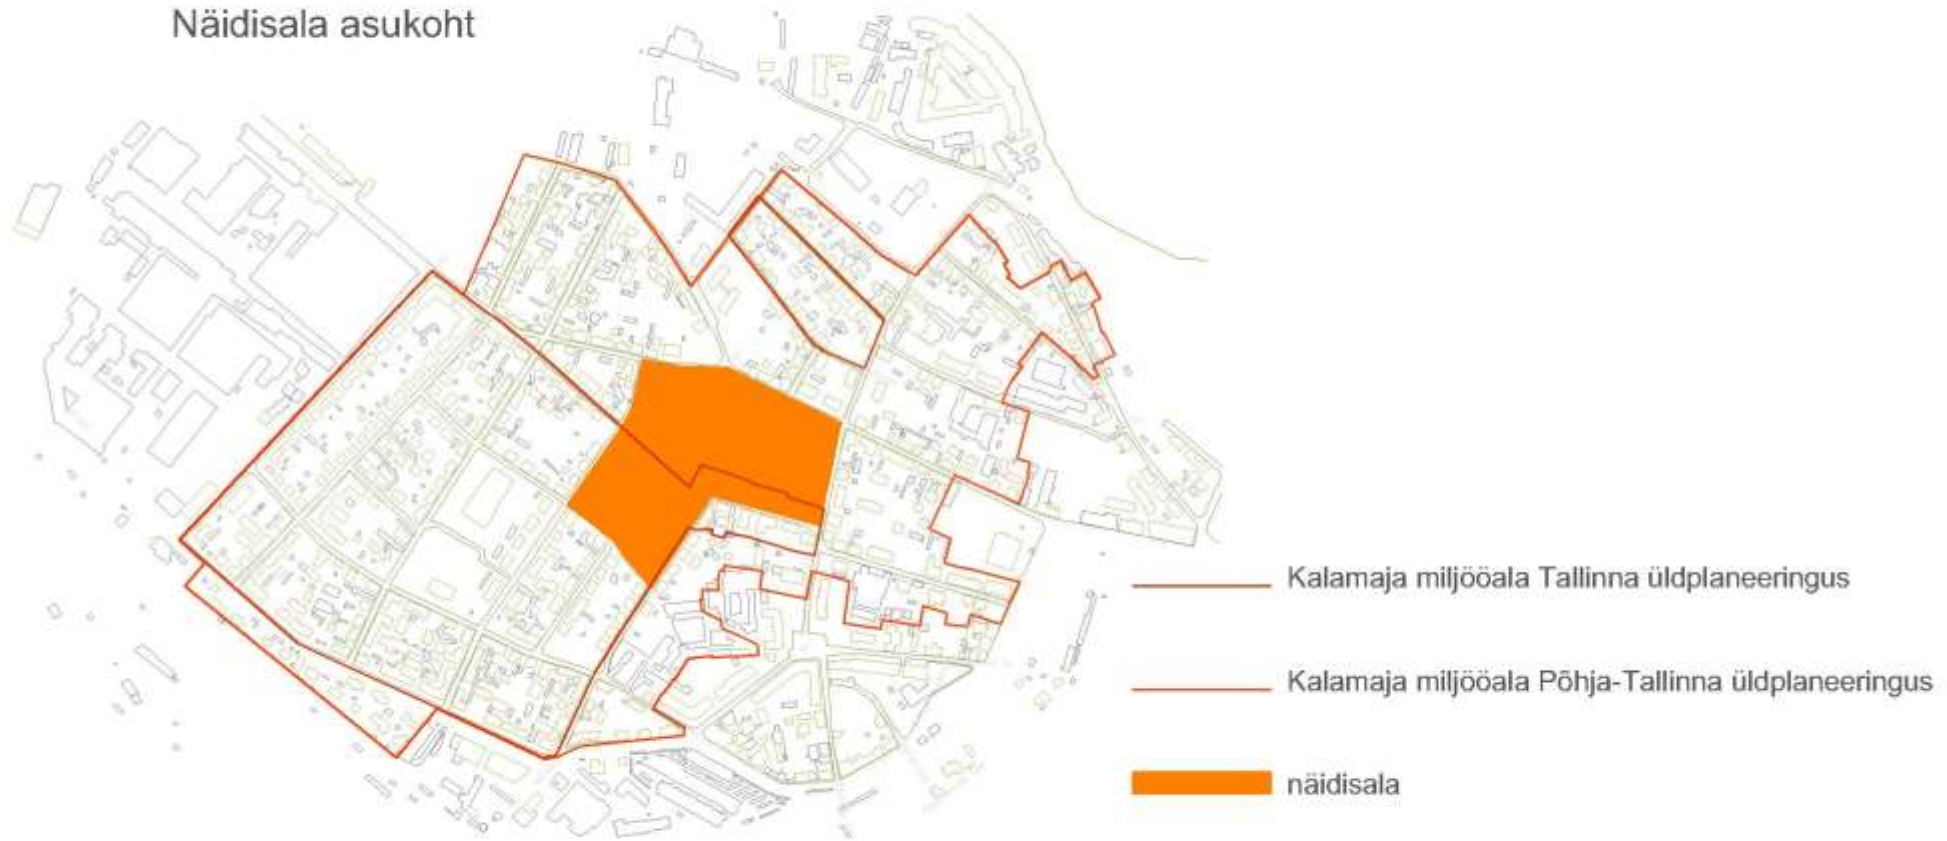 Näidisala asukoht
Kalamaja miljööala Tallinna üldplaneeringus
Kalamaja miljööala Põhja-Tallinna üldplaneeringus
näidisala